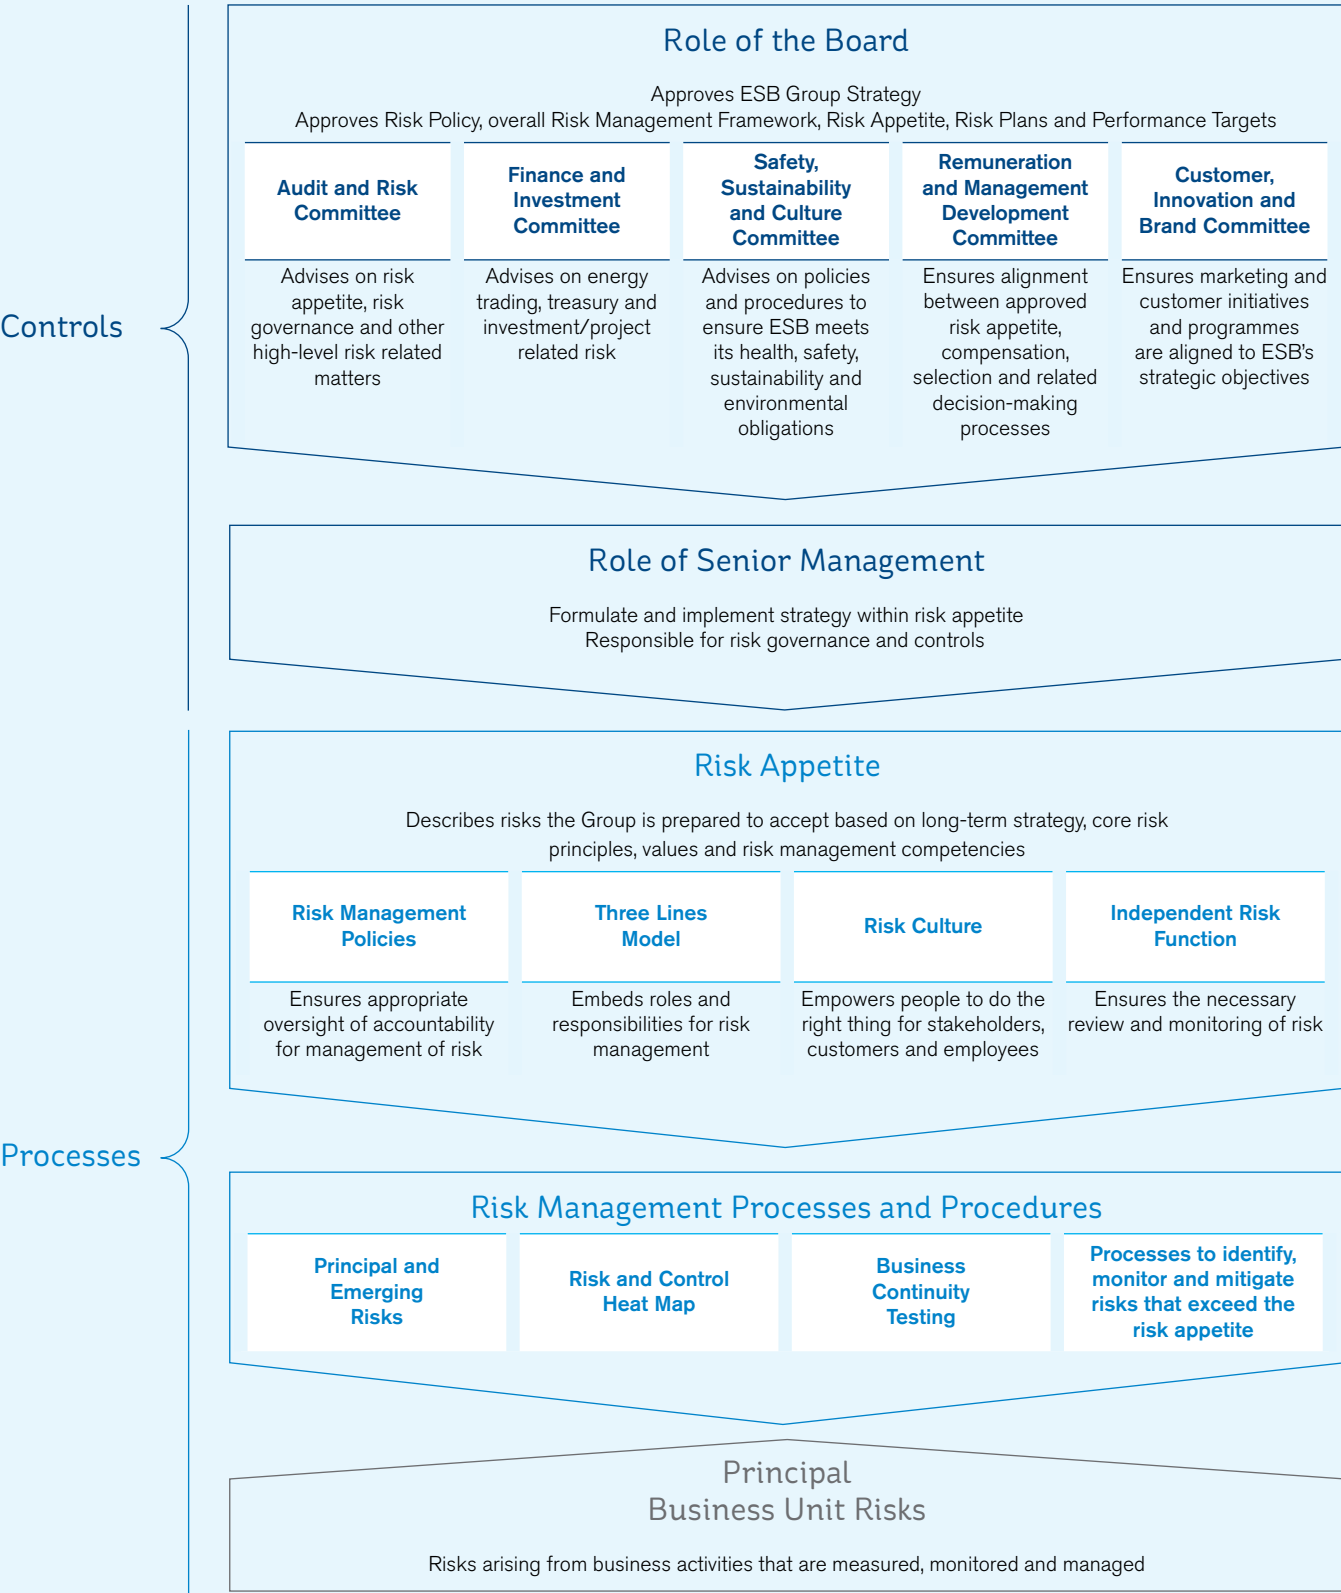 Role of the Board
Approves ESB Group Strategy
Approves Risk Policy, overall Risk Management Framework, Risk Appetite, Risk Plans and Performance Targets
Audit and Risk
Committee
Advises on risk
appetite, risk
governance and other
high-level risk related
matters
Finance and
Investment
Committee
Advises on energy
trading, treasury and
investment/project
related risk
Safety,
Sustainability
and Culture
Committee
Advises on policies
and procedures to
ensure ESB meets
its health, safety,
sustainability and
environmental
obligations
Remuneration
and Management
Development
Committee
Ensures alignment
between approved
risk appetite,
compensation,
selection and related
decision-making
processes
Customer,
Innovation and
Brand Committee
Ensures marketing and
customer initiatives
and programmes
are aligned to ESB's
strategic objectives
Controls
Role of Senior Management
Formulate and implement strategy within risk appetite
Responsible for risk governance and controls
Risk Appetite
Describes risks the Group is prepared to accept based on long-term strategy, core risk
principles, values and risk management competencies
Risk Management
Policies
Ensures appropriate
oversight of accountability
for management of risk
Three Lines
Model
Embeds roles and
responsibilities for risk
management
Risk Culture
Empowers people to do the
right thing for stakeholders,
customers and employees
Independent Risk
Function
Ensures the necessary
review and monitoring of risk
Processes
Risk Management Processes and Procedures
Principal and
Emerging
Risks
Risk and Control
Heat Map
Business
Continuity
Testing
Processes to identify,
monitor and mitigate
risks that exceed the
risk appetite
Principal
Business Unit Risks
Risks arising from business activities that are measured, monitored and managed